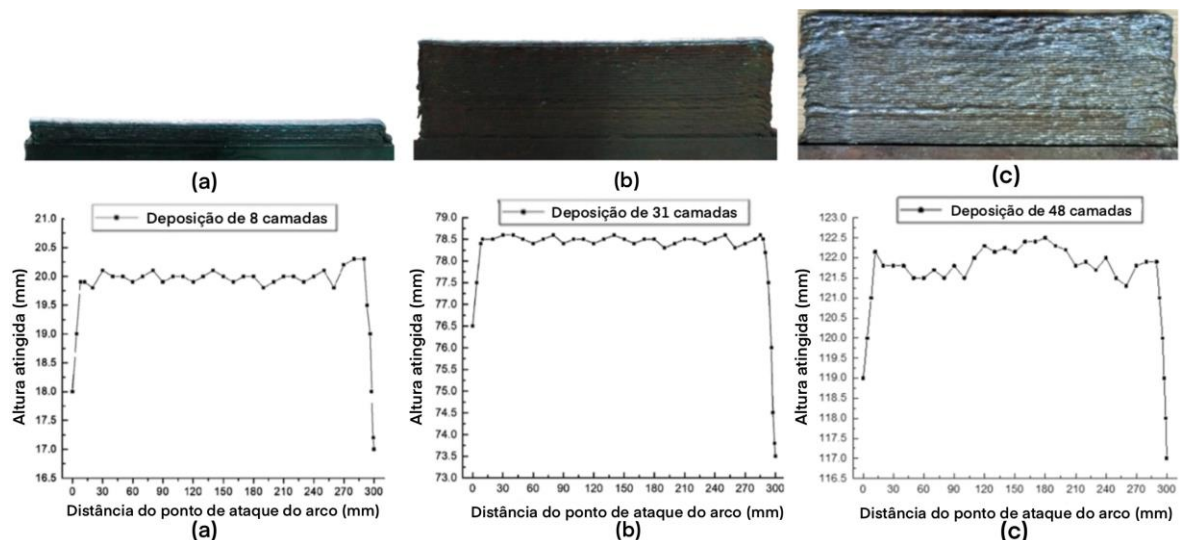 (a)
(b)
(c)
Deposição de 8 camadas
Altura atingida (mm)
21.0
20.5
20.0
19.5
19.0
18.5
18.0
17.5
17.0
16.5
0 30 60 90 120 150 180 210 240 270 300
Distância do ponto de ataque do arco (mm)
(a)
Deposição de 31 camadas
Altura atingida (mm)
79.0
78.5
78.0
77.5
77.0
76.5
76.0
75.5
75.0
74.5
74.0
73.5
73.0
0 30 60 90 120 150 180 210 240 270 300
Distância do ponto de ataque do arco (mm)
(b)
Deposição de 48 camadas
Altura atingida (mm)
123.0
122.5
122.0
121.5
121.0
120.5
120.0
119.5
119.0
118.5
118.0
117.5
117.0
116.5
0 30 60 90 120 150 180 210 240 270 300
Distância do ponto de ataque do arco (mm)
(c)